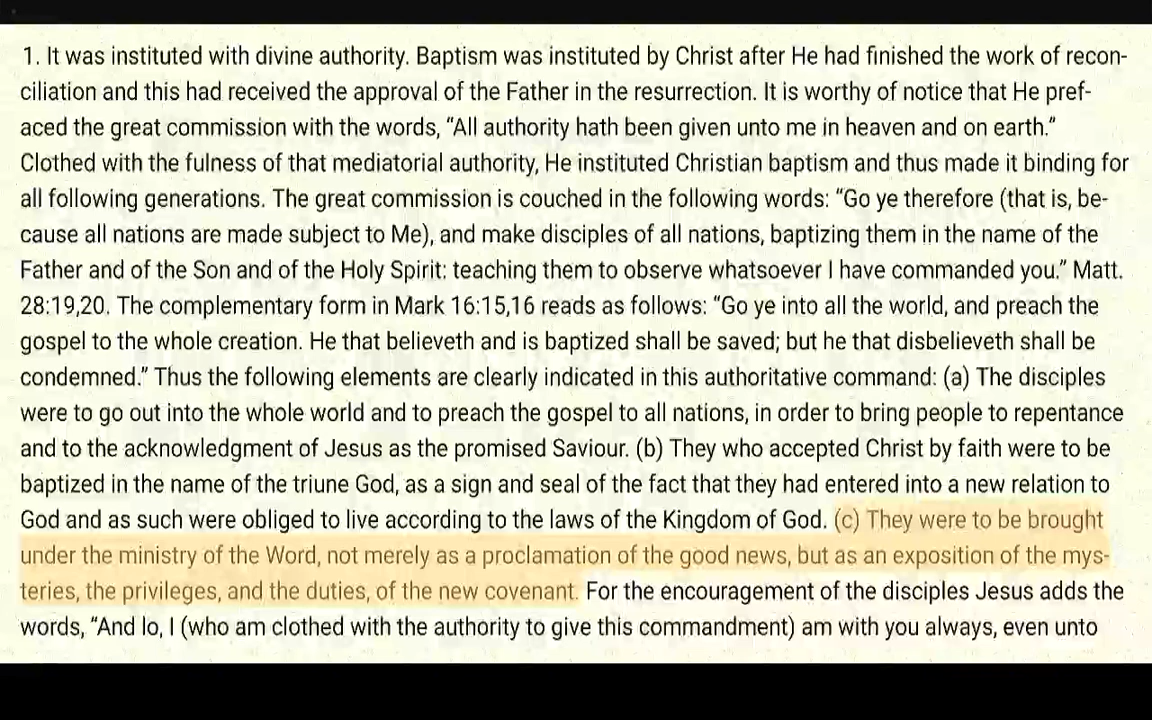 1. It was instituted with divine authority. Baptism was instituted by Christ after He had finished the work of recon-
ciliation and this had received the approval of the Father in the resurrection. It is worthy of notice that He pref-
aced the great commission with the words, “All authority hath been given unto me in heaven and on earth.”
Clothed with the fulness of that mediatorial authority, He instituted Christian baptism and thus made it binding for
all following generations. The great commission is couched in the following words: “Go ye therefore (that is, be-
cause all nations are made subject to Me), and make disciples of all nations, baptizing them in the name of the
Father and of the Son and of the Holy Spirit: teaching them to observe whatsoever I have commanded you.” Matt.
28:19,20. The complementary form in Mark 16:15,16 reads as follows: “Go ye into all the world, and preach the
gospel to the whole creation. He that believeth and is baptized shall be saved; but he that disbelieveth shall be
condemned.” Thus the following elements are clearly indicated in this authoritative command: (a) The disciples
were to go out into the whole world and to preach the gospel to all nations, in order to bring people to repentance
and to the acknowledgment of Jesus as the promised Saviour. (b) They who accepted Christ by faith were to be
baptized in the name of the triune God, as a sign and seal of the fact that they had entered into a new relation to
God and as such were obliged to live according to the laws of the Kingdom of God. (c) They were to be brought
under the ministry of the Word, not merely as a proclamation of the good news, but as an exposition of the mys-
teries, the privileges, and the duties, of the new covenant. For the encouragement of the disciples Jesus adds the
words, “And lo, I (who am clothed with the authority to give this commandment) am with you always, even unto